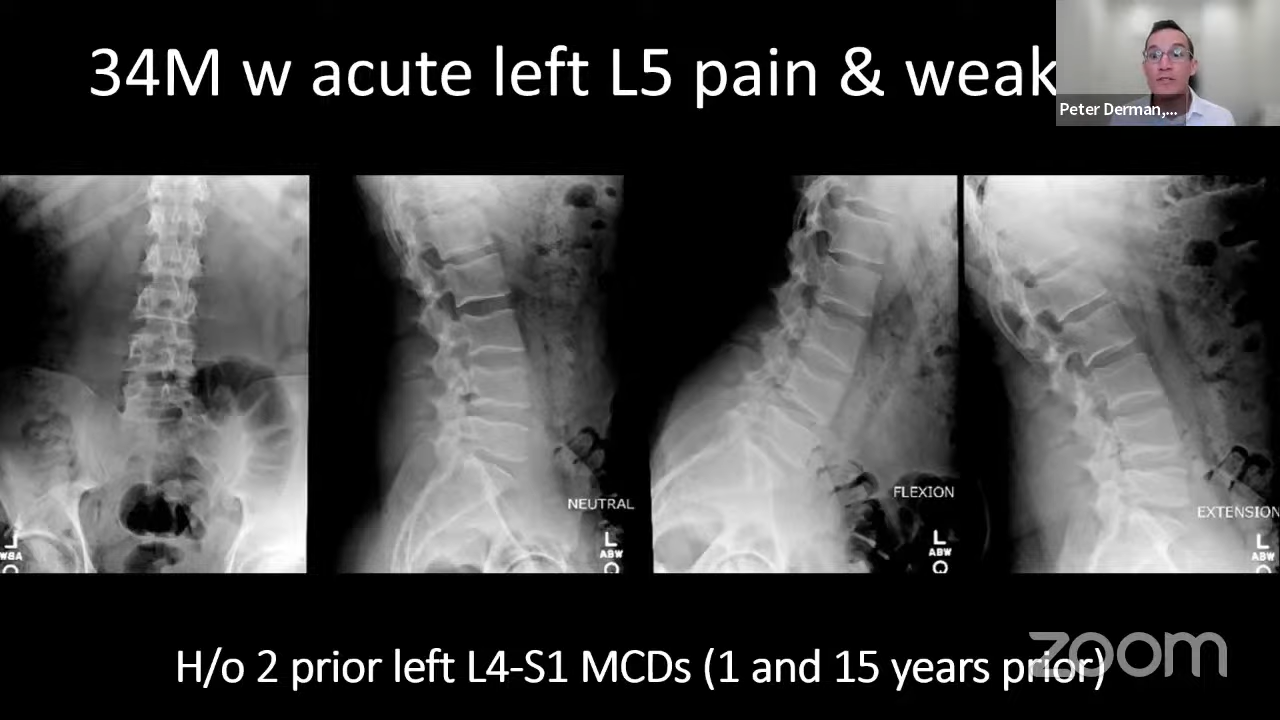 34M w acute left L5 pain & weak
Peter Derman,...
NEUTRAL
FLEXION
EXTENSION
L
WBA
L
ABW
L
ABW
L
ABW
H/o 2 prior left L4-S1 MCDs (1 and 15 years prior)
zoom